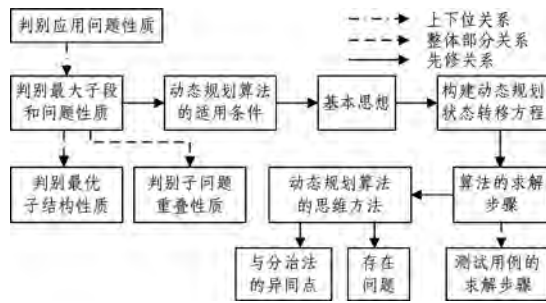 判别应用问题性质
上下位关系
整体部分关系
先修关系
判别最大子段
和问题性质
动态规划算法
的适用条件
基本思想
构建动态规划
状态转移方程
判别最优
子结构性质
判别子问题
重叠性质
动态规划算法
的思维方法
算法的求解
步骤
与分治法
的异同点
存在
问题
测试用例的
求解步骤